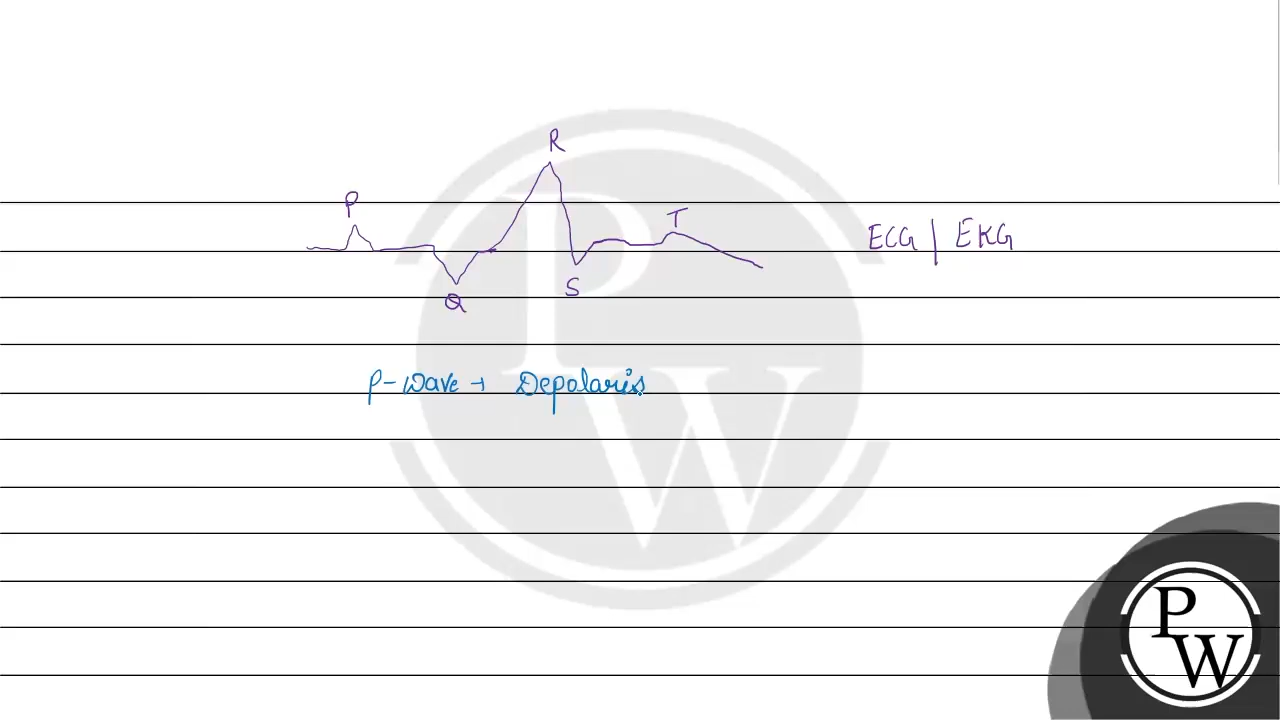 R
P
T
ECG | EKG
S
Q
P-wave → Depolaris
P
W
P
W